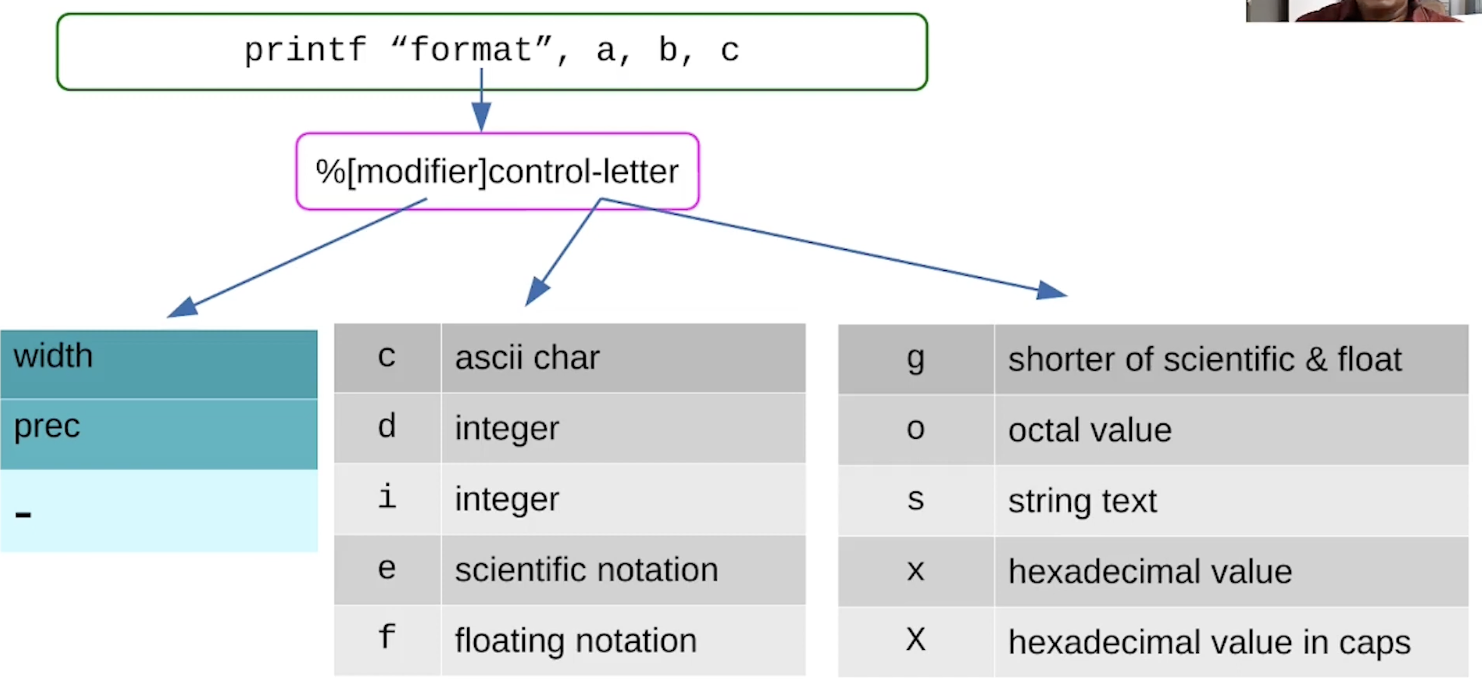 printf “format”, a, b, c
%[modifier]control-letter
width
prec
-
c ascii char
d integer
i integer
e scientific notation
f floating notation
g shorter of scientific & float
o octal value
s string text
x hexadecimal value
X hexadecimal value in caps